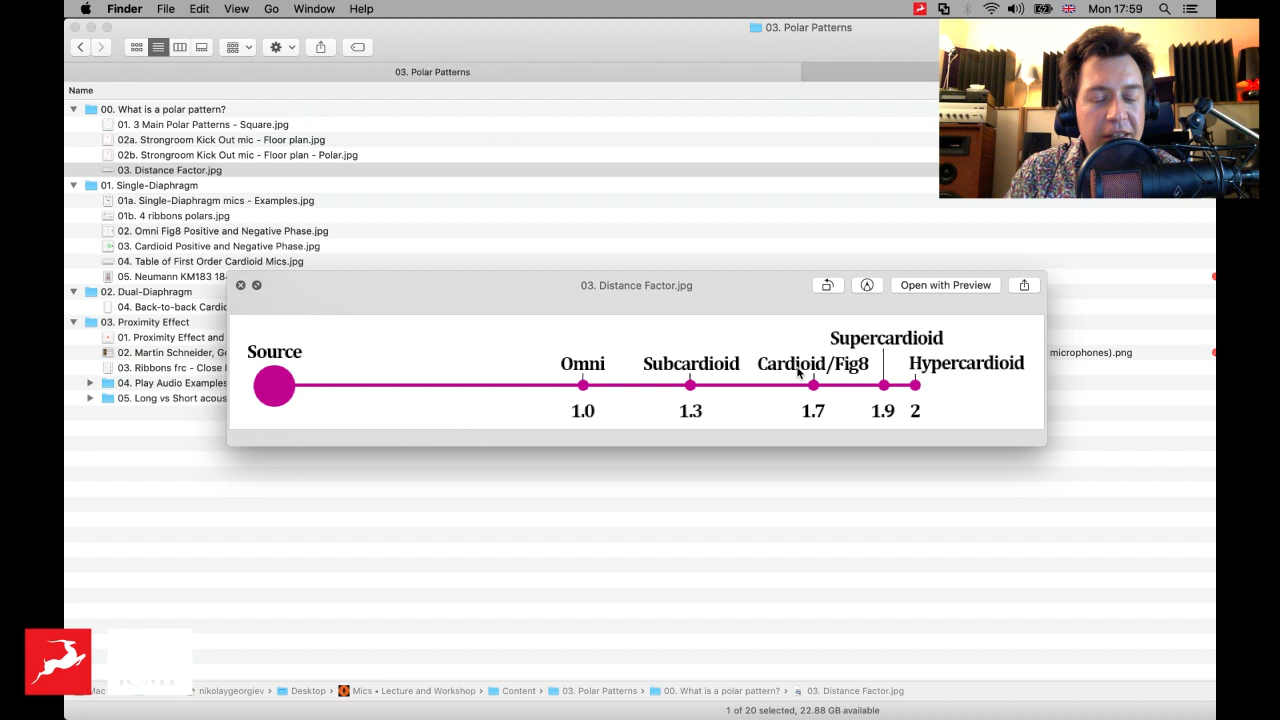 Finder File Edit View Go Window Help Mon 17:59
03. Polar Patterns
03. Polar Patterns
Name
00. What is a polar pattern?
01. 3 Main Polar Patterns - Square.jpg
02a. Strongroom Kick Out mic - Floor plan.jpg
02b. Strongroom Kick Out mic - Floor plan - Polar.jpg
03. Distance Factor.jpg
01. Single-Diaphragm
01a. Single-Diaphragm mics - Examples.jpg
01b. 4 ribbons polars.jpg
02. Omni Fig8 Positive and Negative Phase.jpg
03. Cardioid Positive and Negative Phase.jpg
04. Table of First Order Cardioid Mics.jpg
05. Neumann KM183 18
02. Dual-Diaphragm
04. Back-to-back Cardio
03. Proximity Effect
01. Proximity Effect and
02. Martin Schneider, Ge microphones).png
03. Ribbons frc - Close
04. Play Audio Examples
05. Long vs Short acous
03. Distance Factor.jpg
Open with Preview
Supercardioid
Source Omni Subcardioid Cardioid/Fig8 Hypercardioid
1.0 1.3 1.7 1.9 2
Mac nikolaygeorgiev › Desktop › Mics • Lecture and Workshop › Content › 03. Polar Patterns › 00. What is a polar pattern? › 03. Distance Factor.jpg
1 of 20 selected, 22.88 GB available